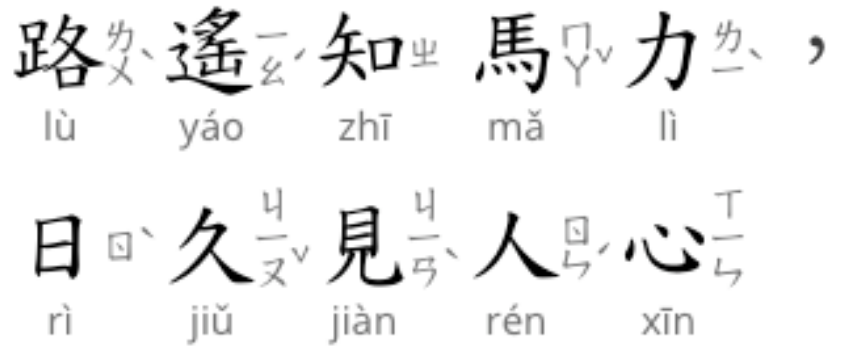 路ㄌㄨˋ遙ㄧㄠˊ知ㄓ 馬ㄇㄚˇ力ㄌㄧˋ，
lù yáo zhī mǎ lì
日ㄖˋ久ㄐㄧㄡˇ見ㄐㄧㄢˋ人ㄖㄣˊ心ㄒㄧㄣ
rì jiǔ jiàn rén xīn